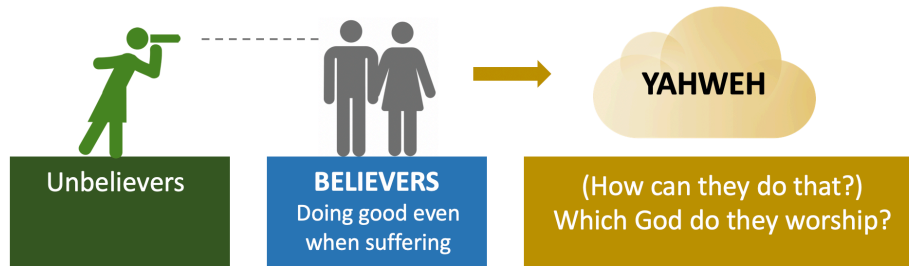 YAHWEH
Unbelievers
BELIEVERS
Doing good even
when suffering
(How can they do that?)
Which God do they worship?